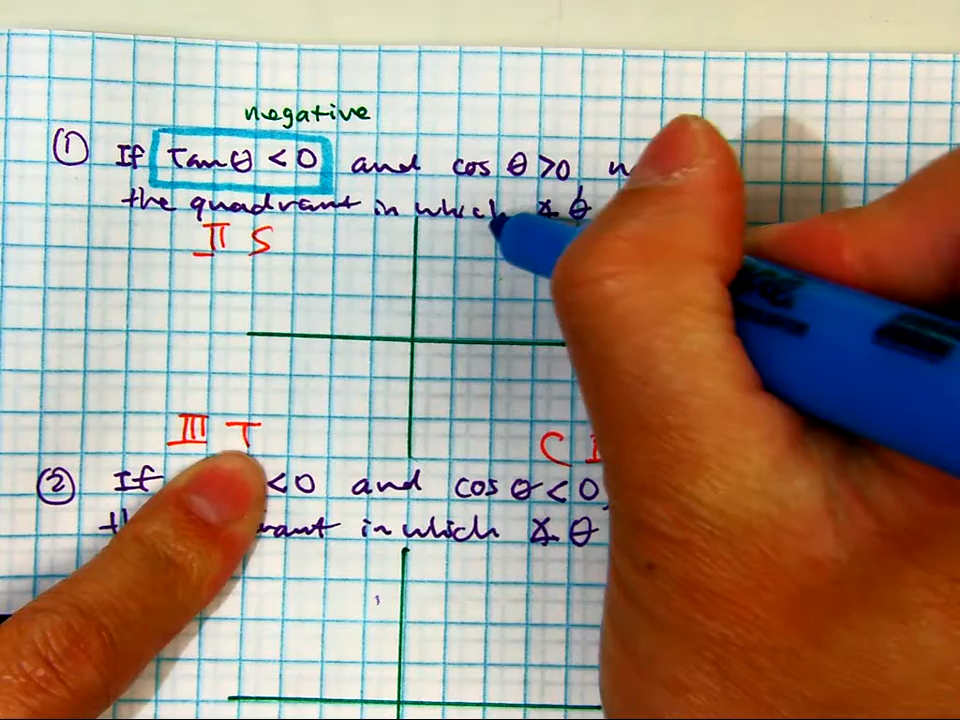 negative
① If Tan θ < 0 and cos θ > 0
the quadrant in which ∡ θ
II S
III T C
② If < 0 and cos θ < 0,
in which ∡ θ